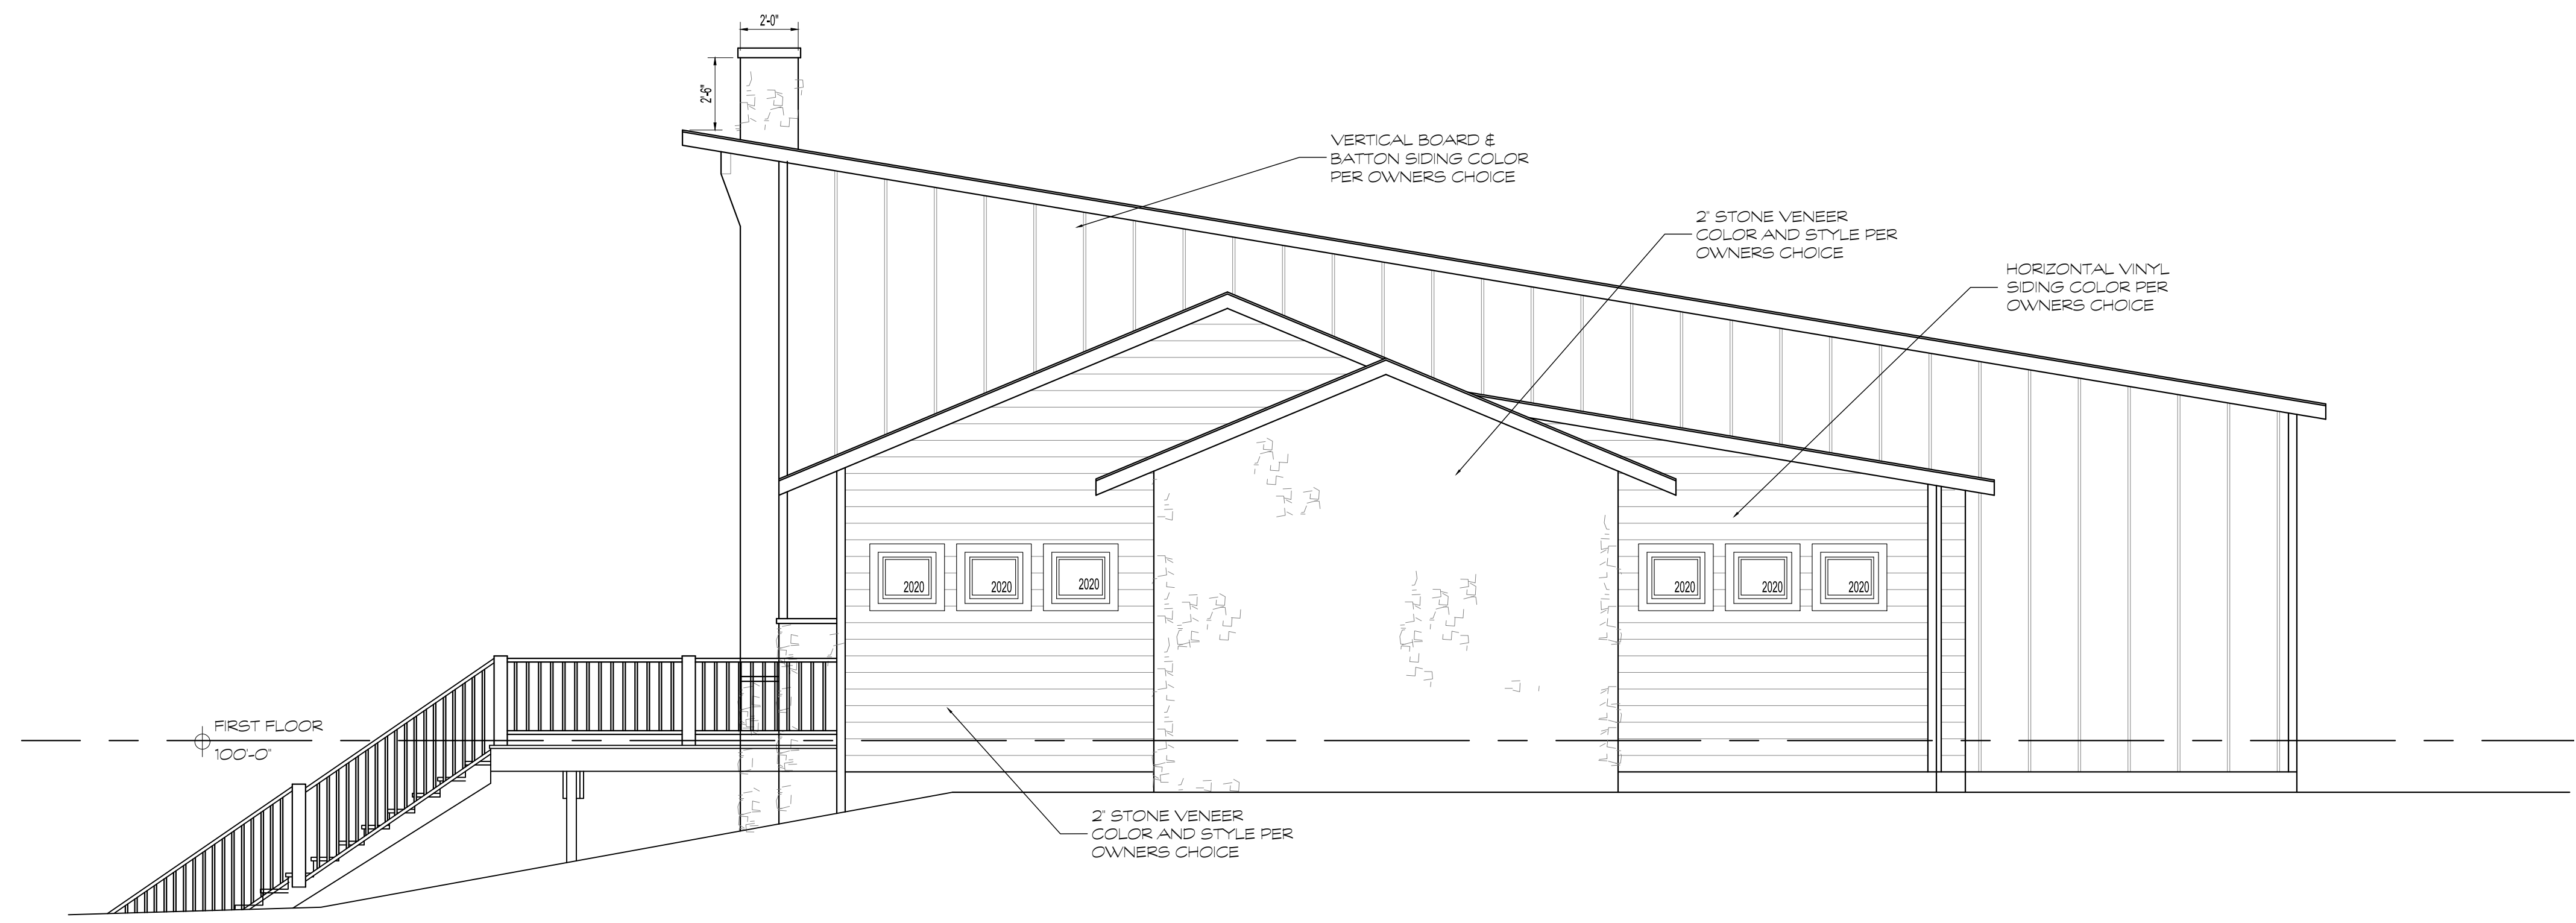 2'-0"
2'-6"
VERTICAL BOARD &
BATTON SIDING COLOR
PER OWNERS CHOICE
2" STONE VENEER
COLOR AND STYLE PER
OWNERS CHOICE
HORIZONTAL VINYL
SIDING COLOR PER
OWNERS CHOICE
2020 2020 2020 2020 2020 2020
FIRST FLOOR
100'-0"
2" STONE VENEER
COLOR AND STYLE PER
OWNERS CHOICE